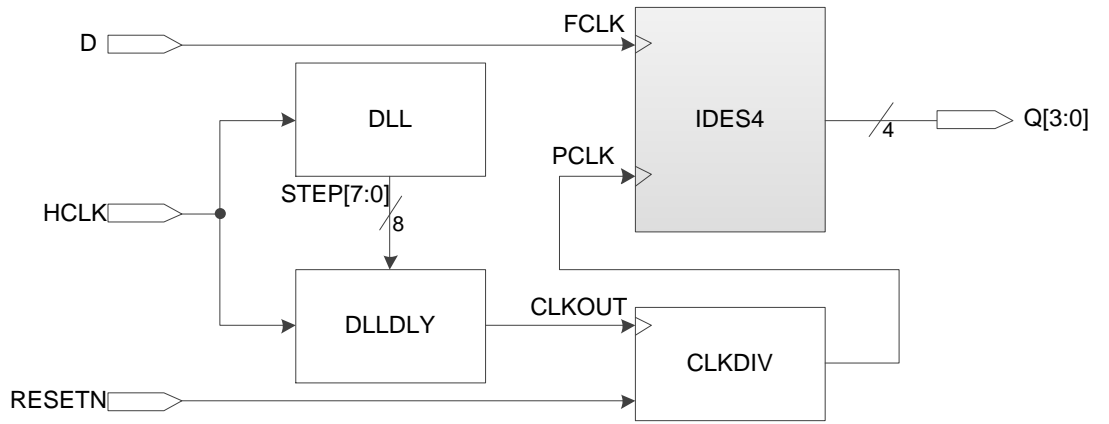 FCLK
D
DLL
IDES4
4
Q[3:0]
PCLK
STEP[7:0]
8
HCLK
CLKOUT
DLLDLY
CLKDIV
RESETN